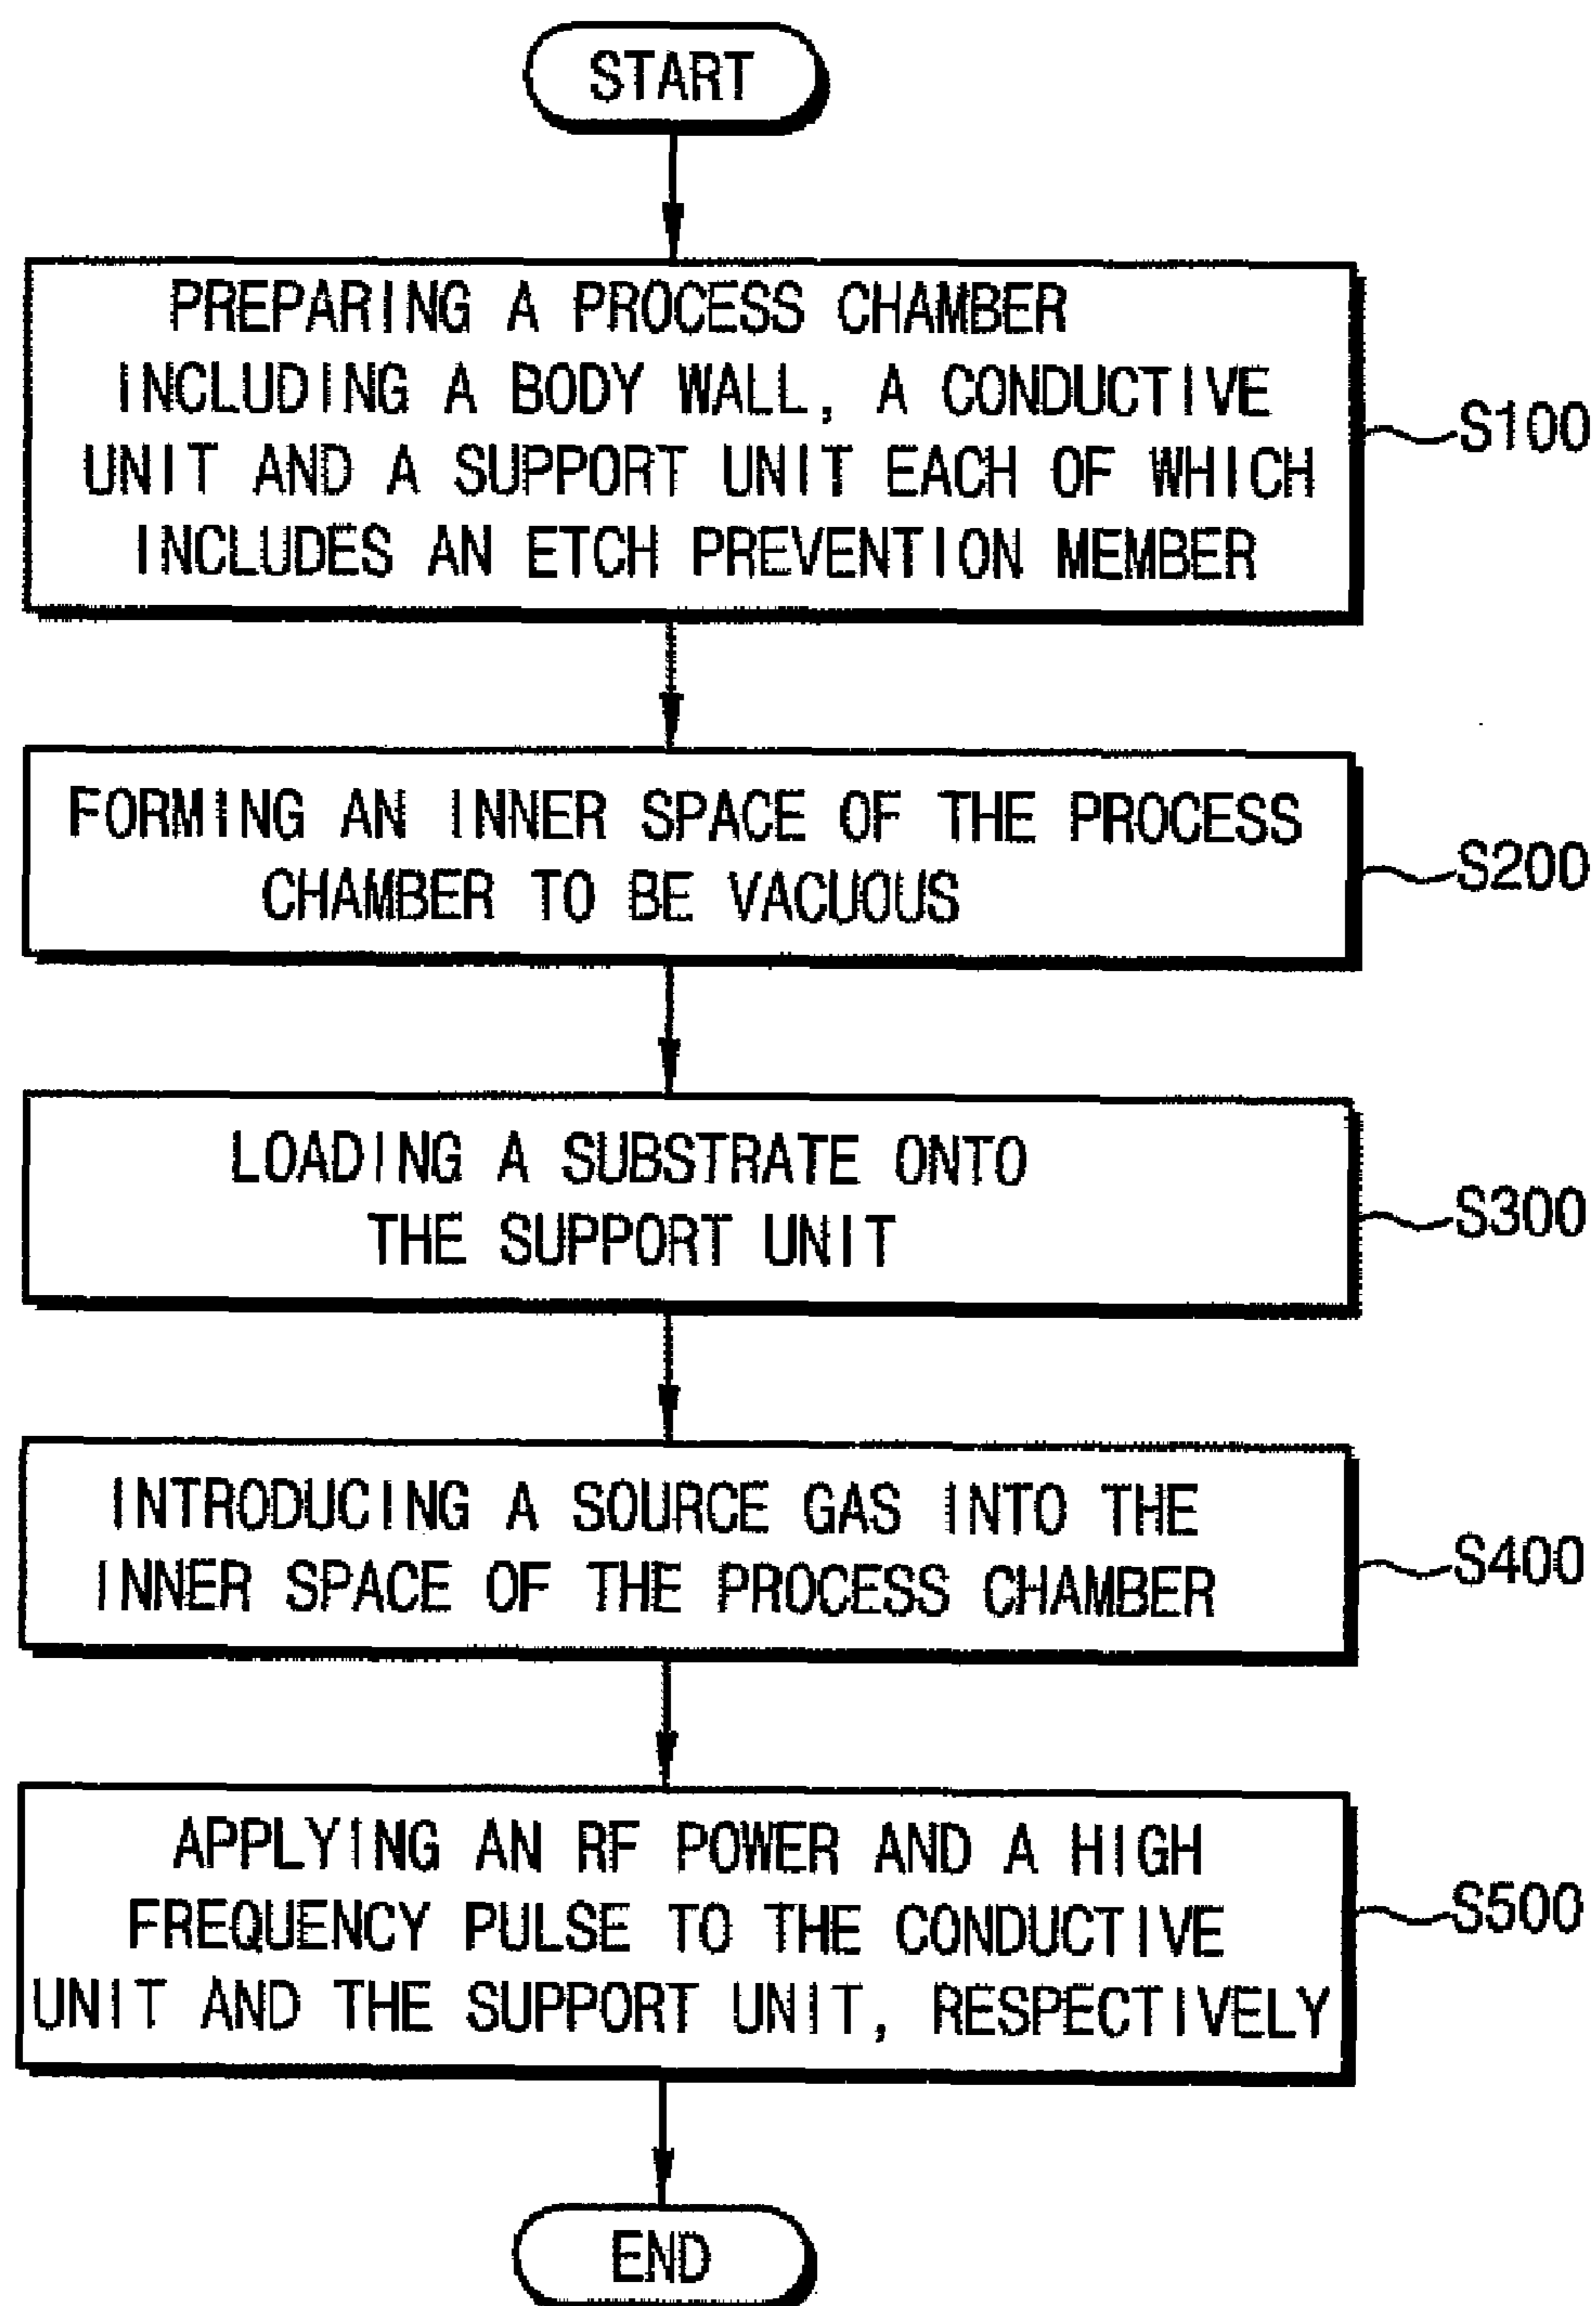 START
PREPARING A PROCESS CHAMBER
INCLUDING A BODY WALL, A CONDUCTIVE
UNIT AND A SUPPORT UNIT EACH OF WHICH
INCLUDES AN ETCH PREVENTION MEMBER
S100
FORMING AN INNER SPACE OF THE PROCESS
CHAMBER TO BE VACUOUS
S200
LOADING A SUBSTRATE ONTO
THE SUPPORT UNIT
S300
INTRODUCING A SOURCE GAS INTO THE
INNER SPACE OF THE PROCESS CHAMBER
S400
APPLYING AN RF POWER AND A HIGH
FREQUENCY PULSE TO THE CONDUCTIVE
UNIT AND THE SUPPORT UNIT, RESPECTIVELY
S500
END